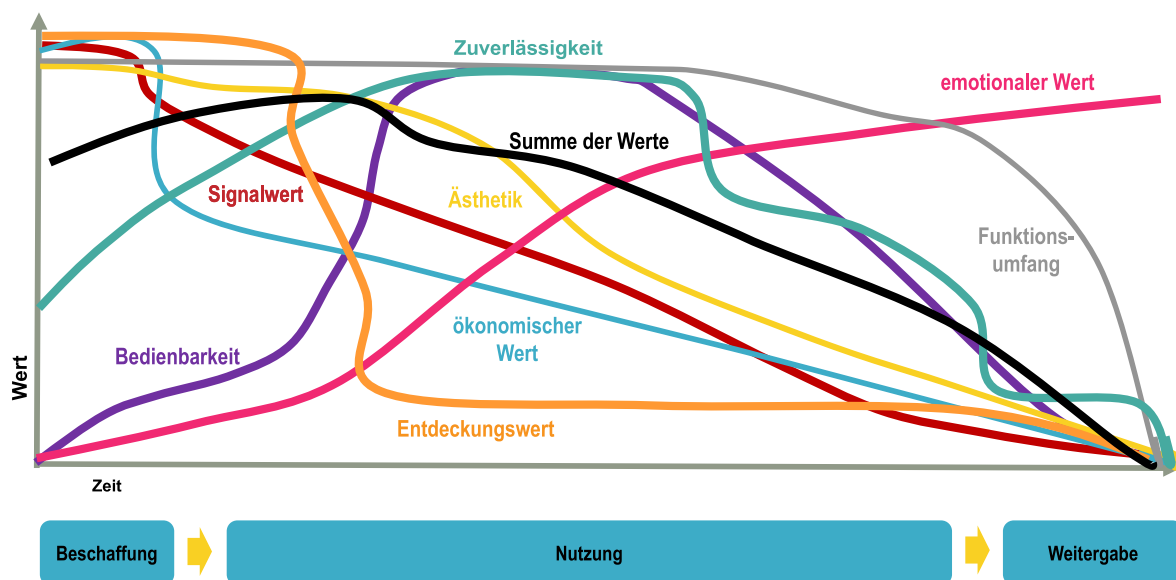 Zuverlässigkeit
emotionaler Wert
Summe der Werte
Signalwert
Ästhetik
Funktions-
umfang
ökonomischer
Wert
Bedienbarkeit
Wert
Entdeckungswert
Zeit
Beschaffung
Nutzung
Weitergabe